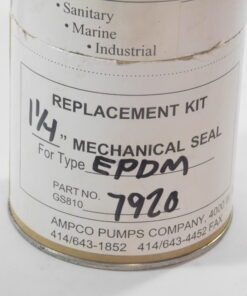 • Sanitary
• Marine
• Industrial
REPLACEMENT KIT
1 1/4" MECHANICAL SEAL
For Type EPDM
PART NO. 7920
GS810
AMPCO PUMPS COMPANY, 4000 W
414/643-1852 414/643-4452 FAX